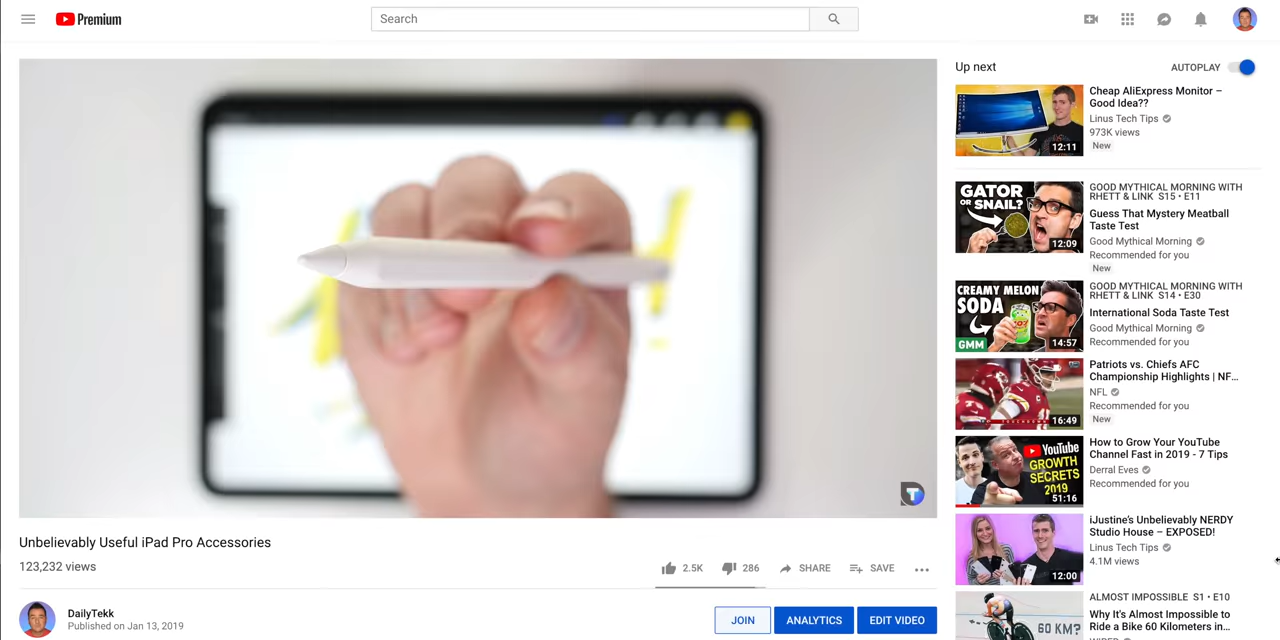 Premium
Search
Unbelievably Useful iPad Pro Accessories
123,232 views
2.5K
286
SHARE
SAVE
DailyTekk
Published on Jan 13, 2019
JOIN
ANALYTICS
EDIT VIDEO
Up next
AUTOPLAY
12:11
Cheap AliExpress Monitor –
Good Idea??
Linus Tech Tips
973K views
New
GATOR
OR SNAIL?
12:09
GOOD MYTHICAL MORNING WITH
RHETT & LINK S15 • E11
Guess That Mystery Meatball
Taste Test
Good Mythical Morning
Recommended for you
New
CREAMY MELON
SODA
GMM
14:57
GOOD MYTHICAL MORNING WITH
RHETT & LINK S14 • E30
International Soda Taste Test
Good Mythical Morning
Recommended for you
16:49
Patriots vs. Chiefs AFC
Championship Highlights | NF...
NFL
Recommended for you
New
YouTube
GROWTH
SECRETS
2019
51:16
How to Grow Your YouTube
Channel Fast in 2019 - 7 Tips
Derral Eves
Recommended for you
12:00
iJustine's Unbelievably NERDY
Studio House – EXPOSED!
Linus Tech Tips
4.1M views
60 KM?
ALMOST IMPOSSIBLE S1 • E10
Why It's Almost Impossible to
Ride a Bike 60 Kilometers in...